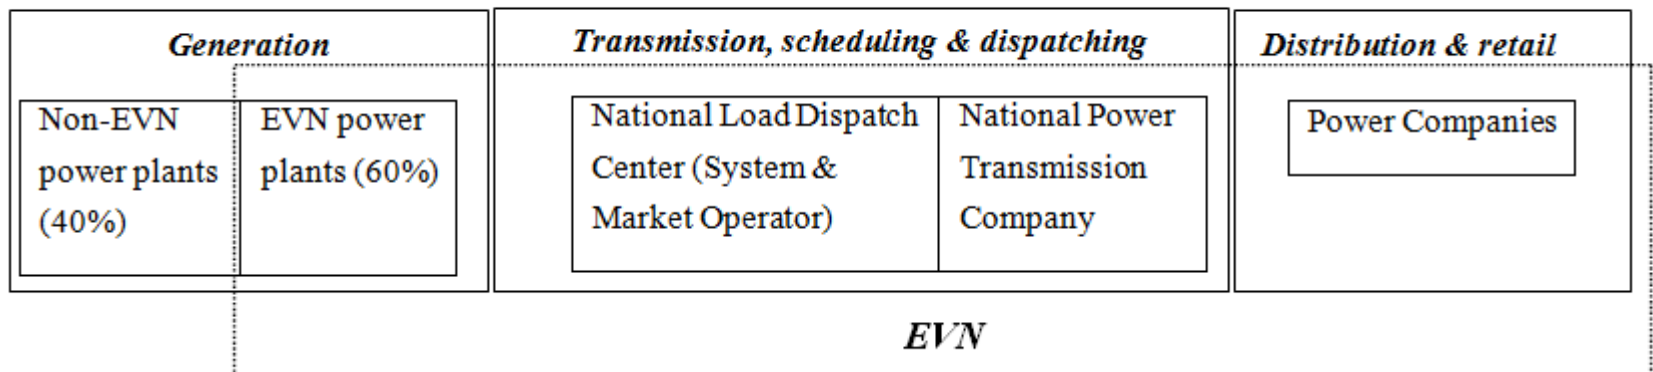 Generation
Non-EVN
power plants
(40%)
EVN power
plants (60%)
Transmission, scheduling & dispatching
National Load Dispatch
Center (System &
Market Operator)
National Power
Transmission
Company
Distribution & retail
Power Companies
EVN